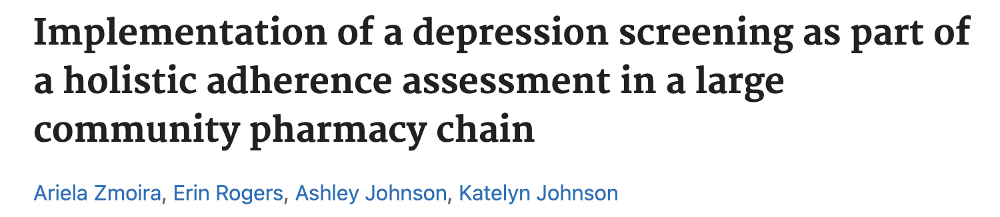 Implementation of a depression screening as part of
a holistic adherence assessment in a large
community pharmacy chain
Ariela Zmoira, Erin Rogers, Ashley Johnson, Katelyn Johnson